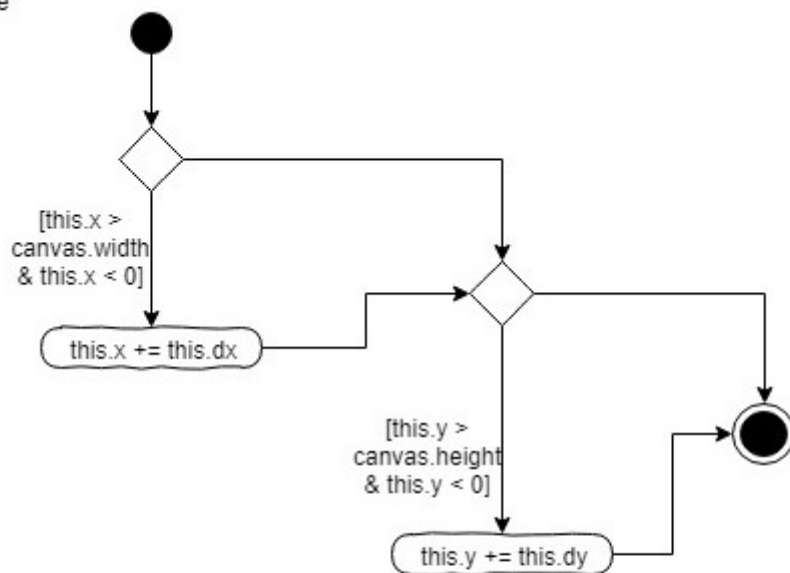 e
[this.x >
canvas.width
& this.x < 0]
this.x += this.dx
[this.y >
canvas.height
& this.y < 0]
this.y += this.dy